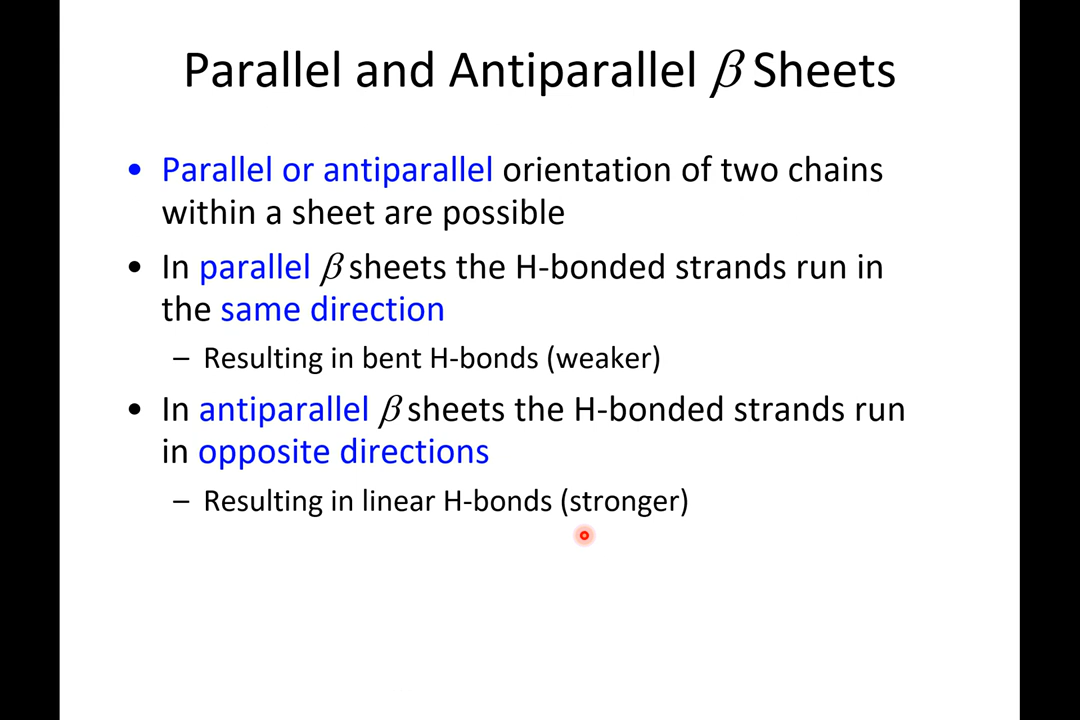 Parallel and Antiparallel β Sheets
• Parallel or antiparallel orientation of two chains
within a sheet are possible
• In parallel β sheets the H-bonded strands run in
the same direction
– Resulting in bent H-bonds (weaker)
• In antiparallel β sheets the H-bonded strands run
in opposite directions
– Resulting in linear H-bonds (stronger)